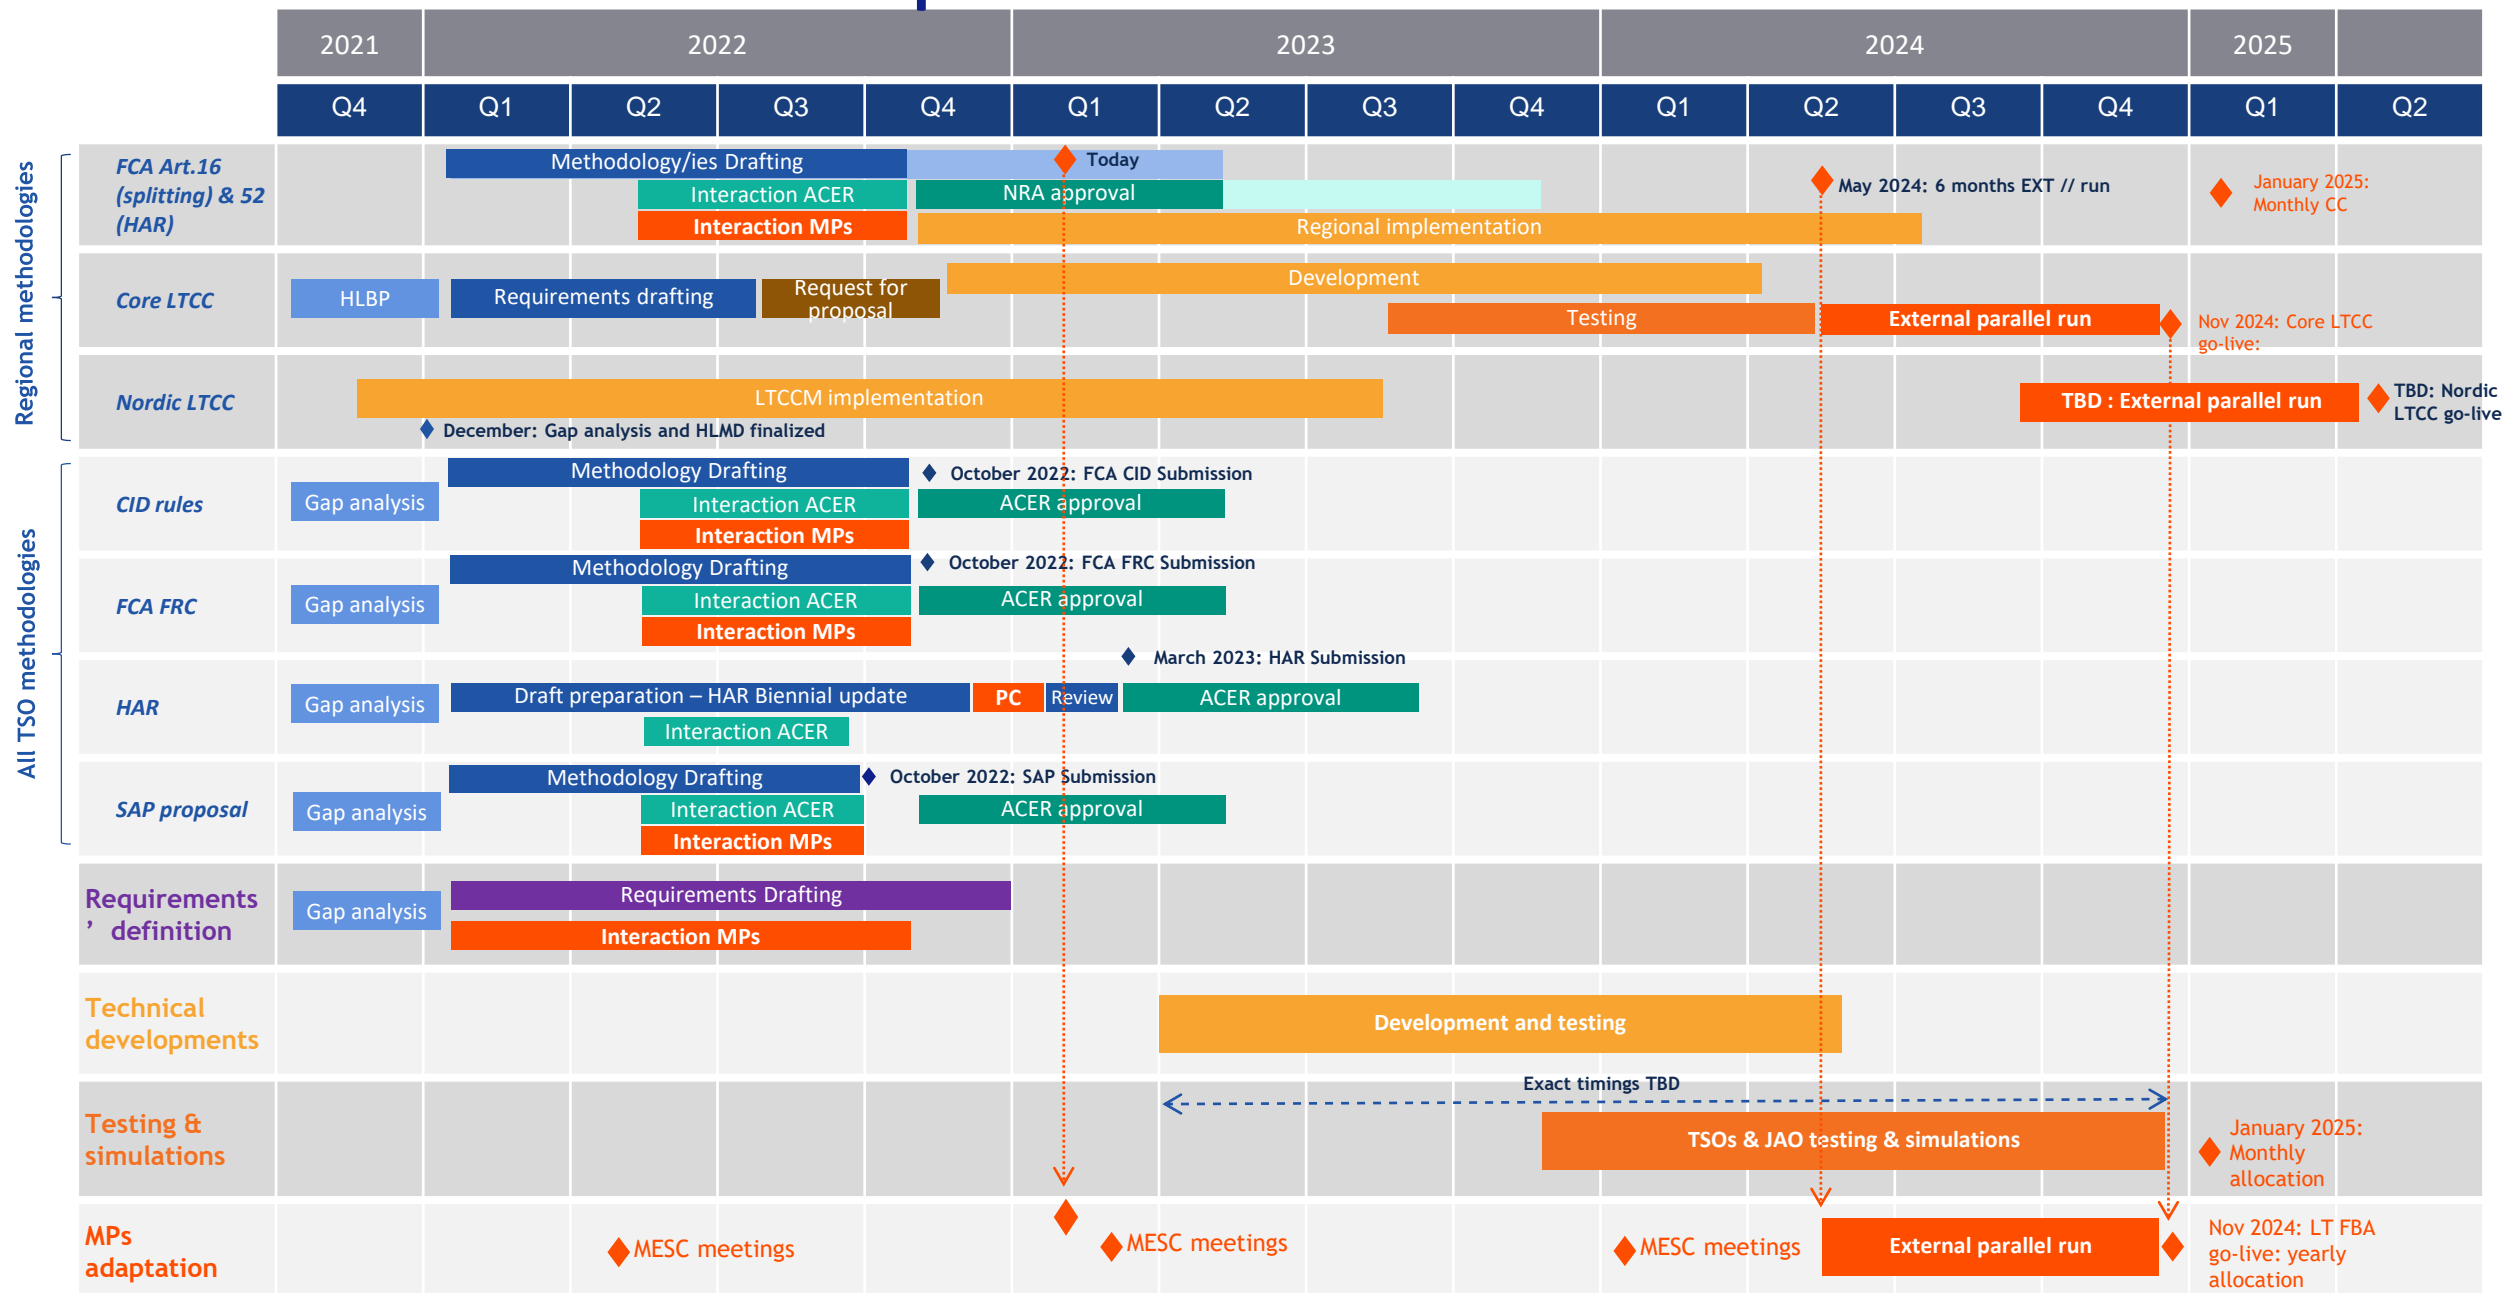 2021
2022
2023
2024
2025
Q4
Q1
Q2
Q3
Q4
Q1
Q2
Q3
Q4
Q1
Q2
Q3
Q4
Q1
Q2
Regional methodologies
FCA Art.16
(splitting) & 52
(HAR)
Methodology/ies Drafting
Today
Interaction ACER
NRA approval
Interaction MPs
Regional implementation
May 2024: 6 months EXT // run
January 2025:
Monthly CC
Core LTCC
HLBP
Requirements drafting
Request for
proposal
Development
Testing
External parallel run
Nov 2024: Core LTCC
go-live:
Nordic LTCC
LTCCM implementation
December: Gap analysis and HLMD finalized
TBD : External parallel run
TBD: Nordic
LTCC go-live
All TSO methodologies
CID rules
Gap analysis
Methodology Drafting
Interaction ACER
Interaction MPs
October 2022: FCA CID Submission
ACER approval
FCA FRC
Gap analysis
Methodology Drafting
Interaction ACER
Interaction MPs
October 2022: FCA FRC Submission
ACER approval
HAR
Gap analysis
Draft preparation – HAR Biennial update
PC
Review
Interaction ACER
March 2023: HAR Submission
ACER approval
SAP proposal
Gap analysis
Methodology Drafting
Interaction ACER
Interaction MPs
October 2022: SAP Submission
ACER approval
Requirements
’ definition
Gap analysis
Requirements Drafting
Interaction MPs
Technical
developments
Development and testing
Testing &
simulations
Exact timings TBD
TSOs & JAO testing & simulations
January 2025:
Monthly
allocation
MPs
adaptation
MESC meetings
MESC meetings
MESC meetings
External parallel run
Nov 2024: LT FBA
go-live: yearly
allocation